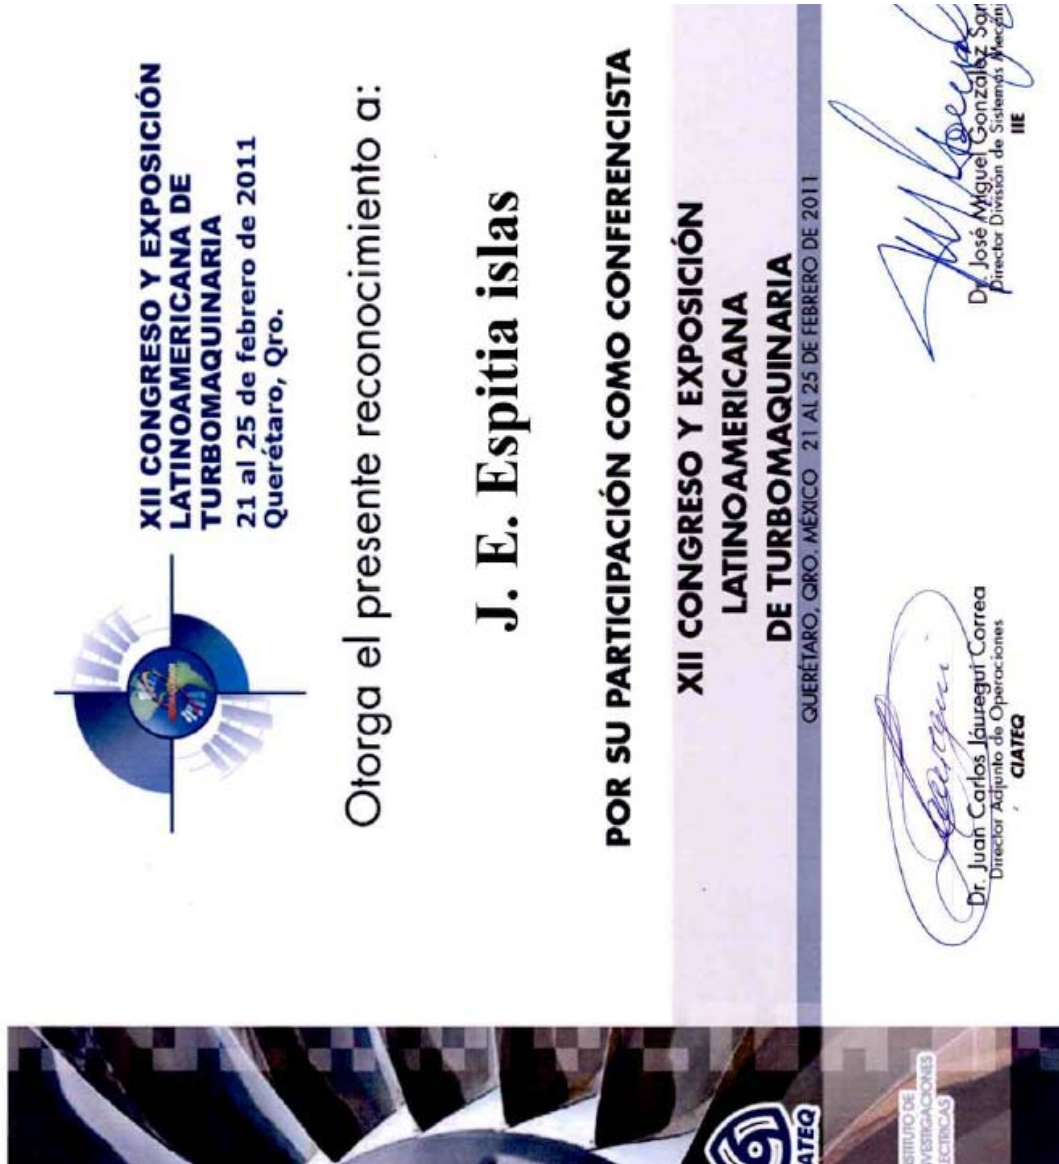 XII CONGRESO Y EXPOSICIÓN
LATINOAMERICANA DE
TURBOMAQUINARIA
21 al 25 de febrero de 2011
Querétaro, Qro.
Otorga el presente reconocimiento a:
J. E. Espitia islas
POR SU PARTICIPACIÓN COMO CONFERENCISTA
XII CONGRESO Y EXPOSICIÓN
LATINOAMERICANA
DE TURBOMAQUINARIA
QUERÉTARO, QRO. MÉXICO 21 AL 25 DE FEBRERO DE 2011
Dr. Juan Carlos Jáuregui Correa
Director Adjunto de Operaciones
CIATEQ
Dr. José Miguel González
Director División de Sistemas
IIE